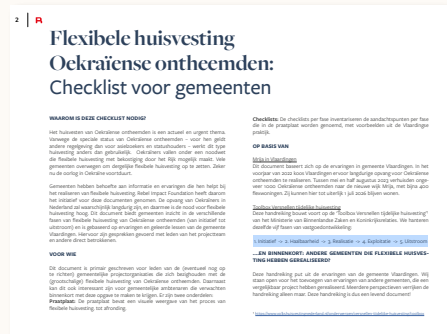 2 | R
Flexibele huisvesting
Oekraïense ontheemden:
Checklist voor gemeenten
WAAROM IS DEZE CHECKLIST NODIG?
Het huisvesten van Oekraïense ontheemden is een actueel en urgent thema.
Vanwege de speciale status van Oekraïense ontheemden – voor hen geldt
andere regelgeving dan voor asielzoekers en statushouders – werkt dit type
huisvesting anders dan gebruikelijk. Oekraïners vallen onder een noodwet
die flexibele huisvesting met bekostiging door het Rijk mogelijk maakt. Vele
gemeenten overwegen om dergelijke flexibele huisvesting op te zetten. Zeker
nu de oorlog in Oekraïne voortduurt.
Gemeenten hebben behoefte aan informatie en ervaringen die hen helpt bij
het realiseren van flexibele huisvesting. Rebel Impact Foundation heeft daarom
het initiatief voor deze document genomen. De opvang van Oekraïners in
Nederland zal waarschijnlijk langdurig zijn, en daarmee is de nood voor flexibele
huisvesting hoog. Dit document biedt gemeenten inzicht in de verschillende
fasen van flexibele huisvesting van Oekraïense ontheemden (van initiatief tot
uitstroom) en is gebaseerd op ervaringen en geleerde lessen van de gemeente
Vlaardingen. Hiervoor zijn gesprekken gevoerd met leden van het projectteam
en andere direct betrokkenen.
VOOR WIE
Dit document is primair geschreven voor leden van de (eventueel nog op
te richten) gemeentelijke projectorganisatie die zich bezighouden met de
(grootschalige) flexibele huisvesting van Oekraïense ontheemden. Daarnaast
kan dit ook interessant zijn voor gemeentelijke ambtenaren die verwachten
binnenkort met deze opgave te maken te krijgen. Er zijn twee onderdelen:
Praatplaat: De praatplaat bevat een visuele weergave van het proces van
flexibele huisvesting, tot afronding.
Checklists: De checklists per fase inventariseren de aandachtspunten per fase
die in de praatplaat worden genoemd, met voorbeelden uit de Vlaardingse
praktijk.
OP BASIS VAN
Mrija in Vlaardingen
Dit document baseert zich op de ervaringen in gemeente Vlaardingen. In het
voorjaar van 2022 koos Vlaardingen ervoor langdurige opvang voor Oekraïense
ontheemden te realiseren. Tussen mei en half augustus 2023 verhuisden onge-
veer 1000 Oekraïense ontheemden naar de nieuwe wijk Mrija, met bijna 400
flexwoningen. Zij kunnen hier tot uiterlijk 1 juli 2026 blijven wonen.
Toolbox Versnellen tijdelijke huisvesting
Deze handreiking bouwt voort op de "Toolbox Versnellen tijdelijke huisvesting"
van het Ministerie van Binnenlandse Zaken en Koninkrijksrelaties. We hanteren
dezelfde vijf fasen van vastgoedontwikkeling:
1. Initiatief -> 2. Haalbaarheid -> 3. Realisatie -> 4. Exploitatie -> 5. Uitstroom
....EN BINNENKORT: ANDERE GEMEENTEN DIE FLEXIBELE HUISVES-
TING HEBBEN GEREALISEERD?
Deze handreiking put uit de ervaringen van de gemeente Vlaardingen. Wij
staan open voor het toevoegen van ervaringen van andere gemeenten, die een
vergelijkbaar project hebben gerealiseerd. Meerdere perspectieven verrijken de
handreiking alleen maar. Deze handreiking is dus een levend document!